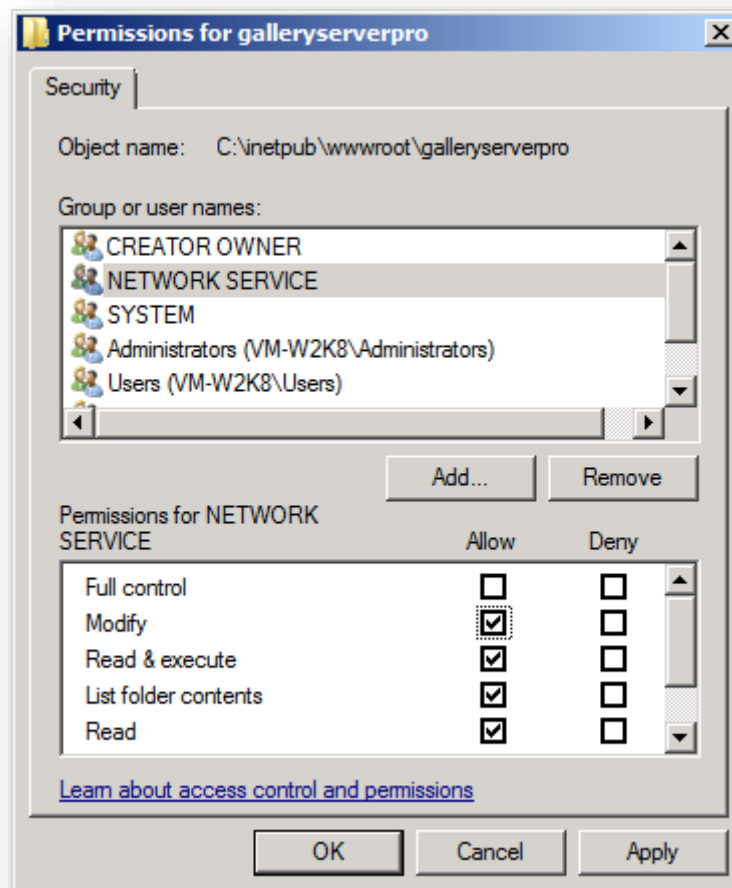 Permissions for galleryserverpro
Security
Object name: C:\inetpub\wwwroot\galleryserverpro
Group or user names:
CREATOR OWNER
NETWORK SERVICE
SYSTEM
Administrators (VM-W2K8\Administrators)
Users (VM-W2K8\Users)
Add... Remove
Permissions for NETWORK
SERVICE Allow Deny
Full control
Modify
Read & execute
List folder contents
Read
Learn about access control and permissions
OK Cancel Apply